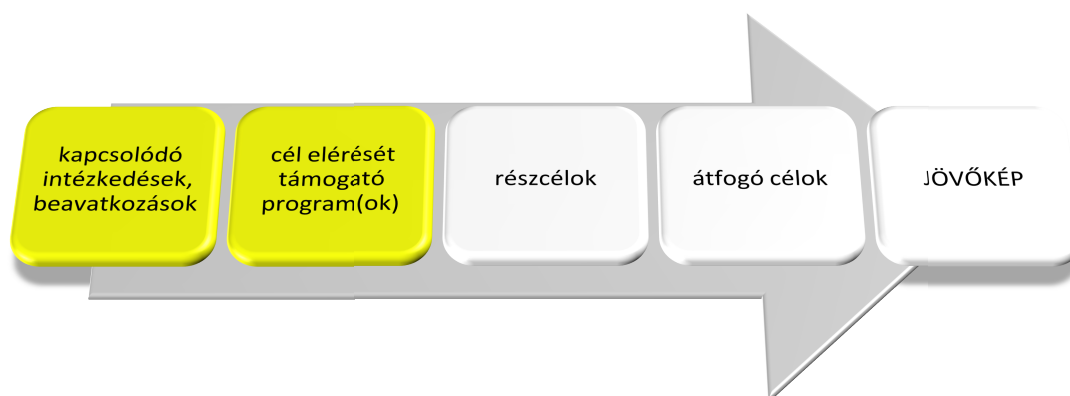 kapcsolódó
intézkedések,
beavatkozások
cél elérését
támogató
program(ok)
részcélok
átfogó célok
JÖVŐKÉP